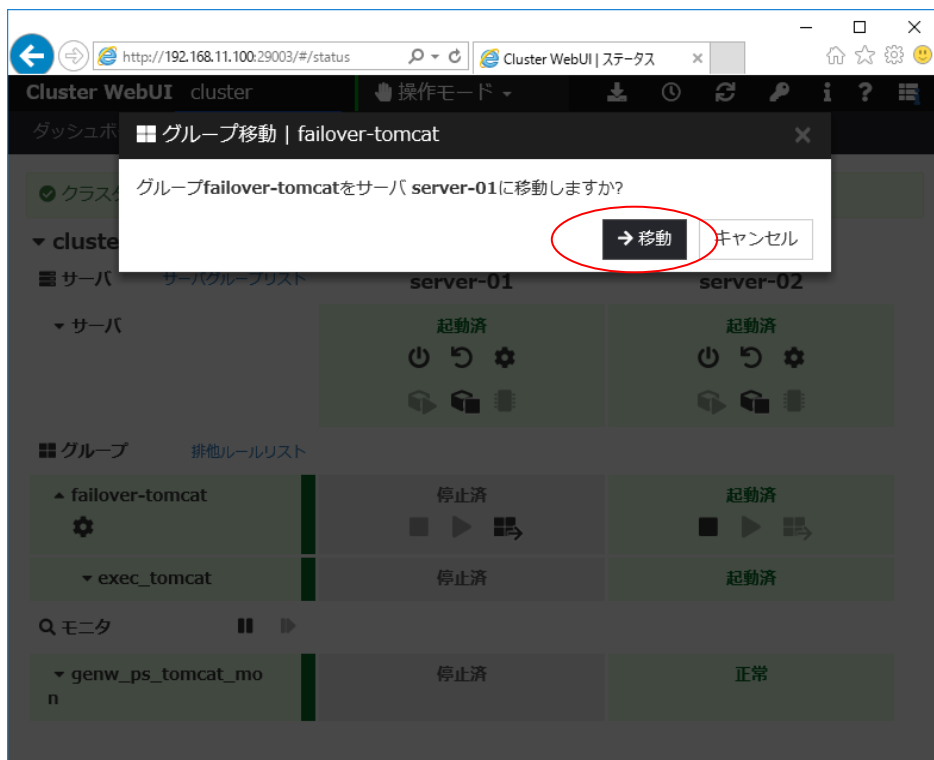 http://192.168.11.100:29003/#/status
Cluster WebUI | ステータス
Cluster WebUI cluster 操作モード
ダッシュボ
グループ移動 | failover-tomcat
クラスタ
グループfailover-tomcatをサーバ server-01に移動しますか?
移動 キャンセル
cluste
サーバ サーバグループリスト server-01 server-02
サーバ 起動済 起動済
グループ 排他ルールリスト
failover-tomcat 停止済 起動済
exec_tomcat 停止済 起動済
モニタ
genw_ps_tomcat_mo
n 停止済 正常